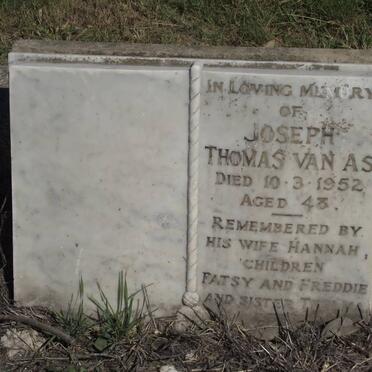 IN LOVING MEMORY
OF
JOSEPH
THOMAS VAN AS
DIED 10·3·1952
AGED 43.
REMEMBERED BY
HIS WIFE HANNAH,
CHILDREN
PATSY AND FREDDIE
AND SISTER